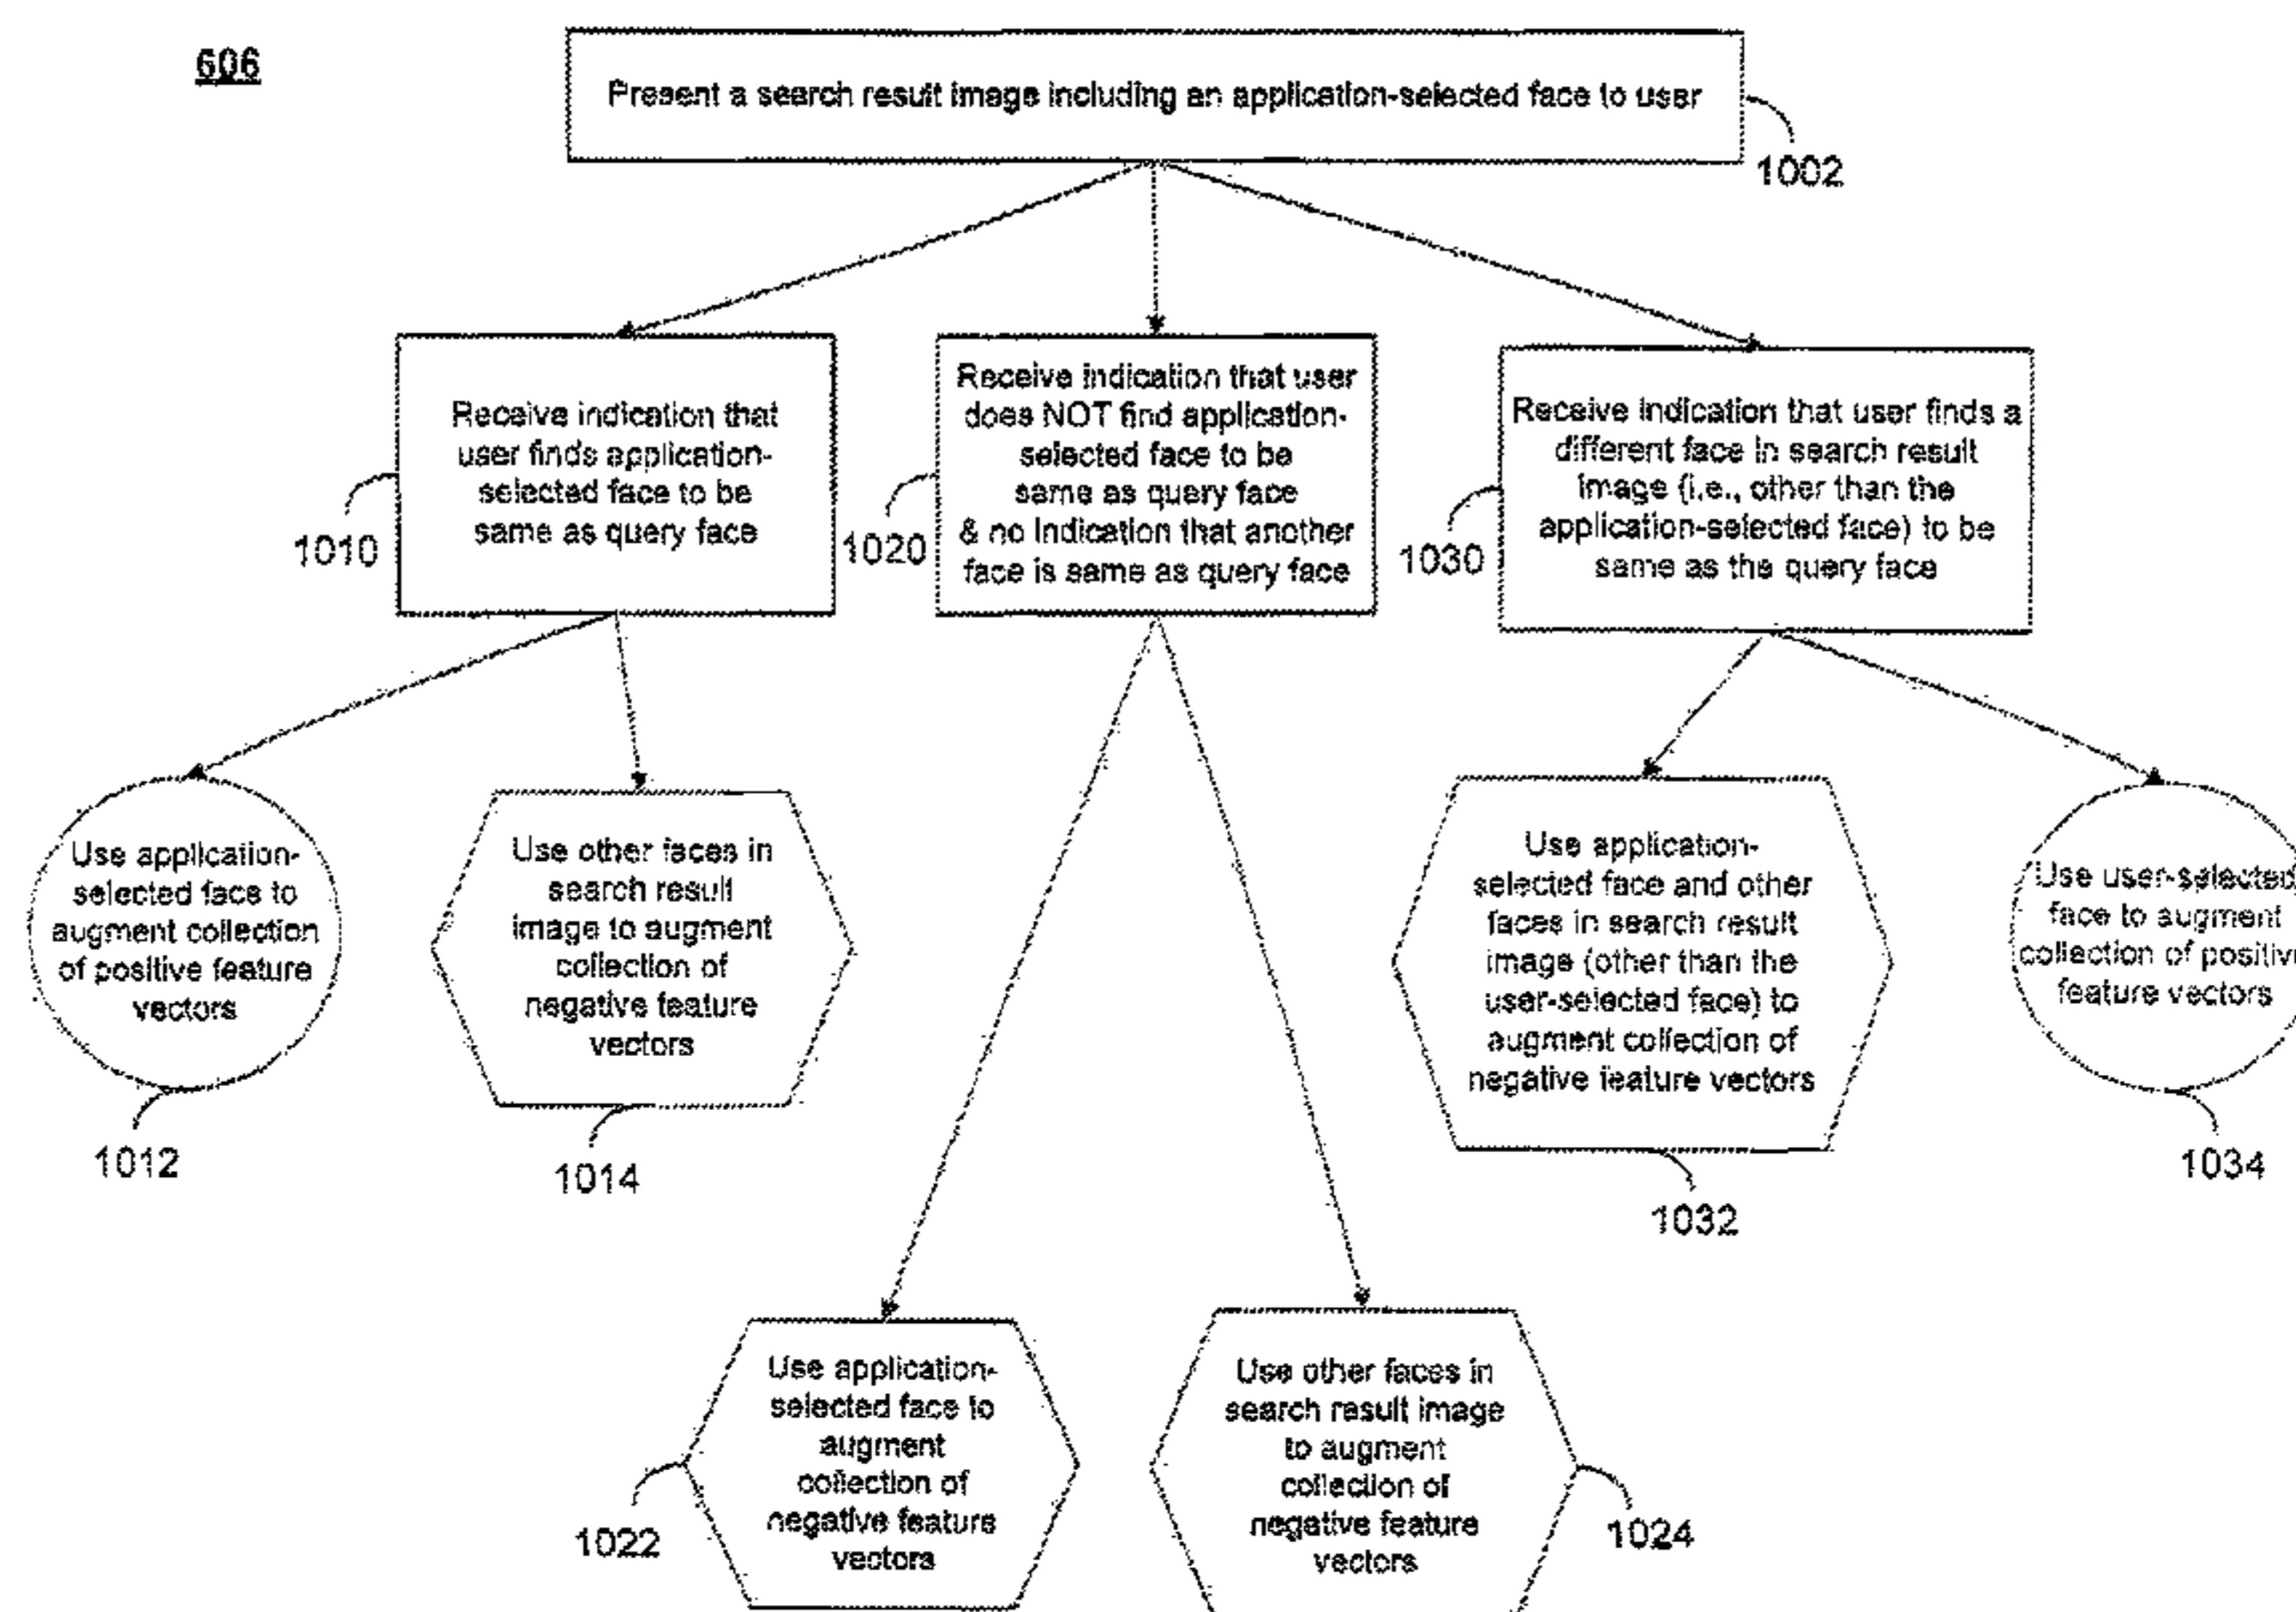 606
Present a search result image including an application-selected face to user
1002
Receive indication that
user finds application-
selected face to be
same as query face
1010
Receive indication that user
does NOT find application-
selected face to be
same as query face
& no indication that another
face is same as query face
1020
Receive indication that user finds a
different face in search result
image (i.e., other than the
application-selected face) to be
same as the query face
1030
Use application-
selected face to
augment collection
of positive feature
vectors
1012
Use other faces in
search result
image to augment
collection of
negative feature
vectors
1014
Use application-
selected face and other
faces in search result
image (other than the
user-selected face) to
augment collection of
negative feature vectors
1032
Use user-selected
face to augment
collection of positive
feature vectors
1034
Use application-
selected face to
augment
collection of
negative feature
vectors
1022
Use other faces in
search result image
to augment
collection of
negative feature
vectors
1024